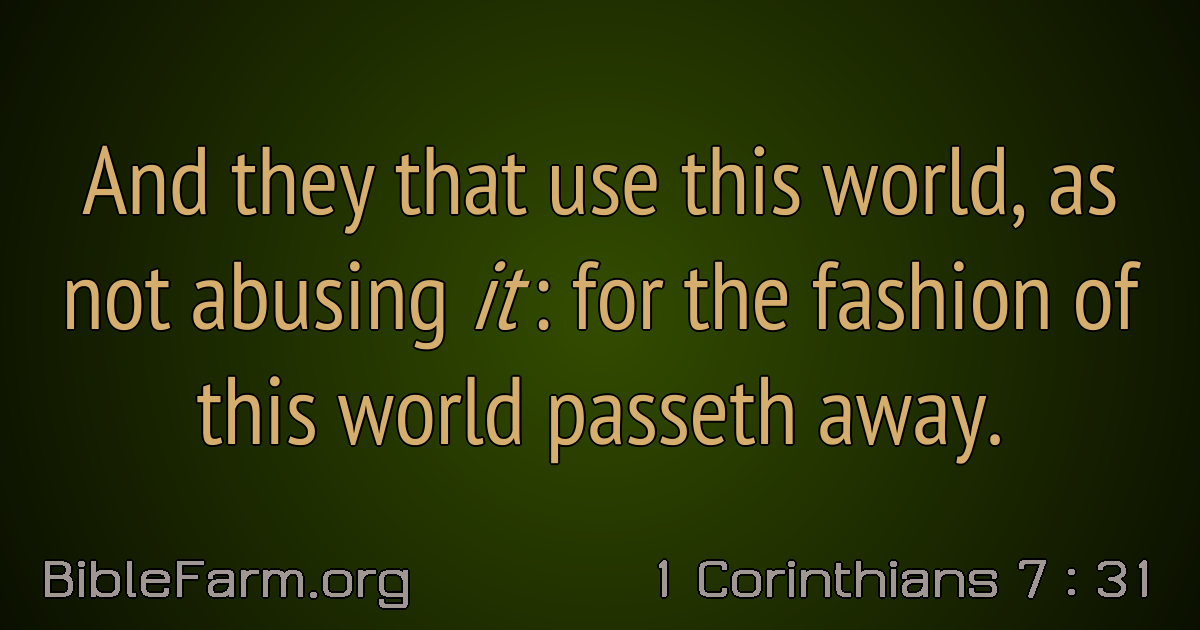 And they that use this world, as
not abusing it: for the fashion of
this world passeth away.
BibleFarm.org
1 Corinthians 7 : 31